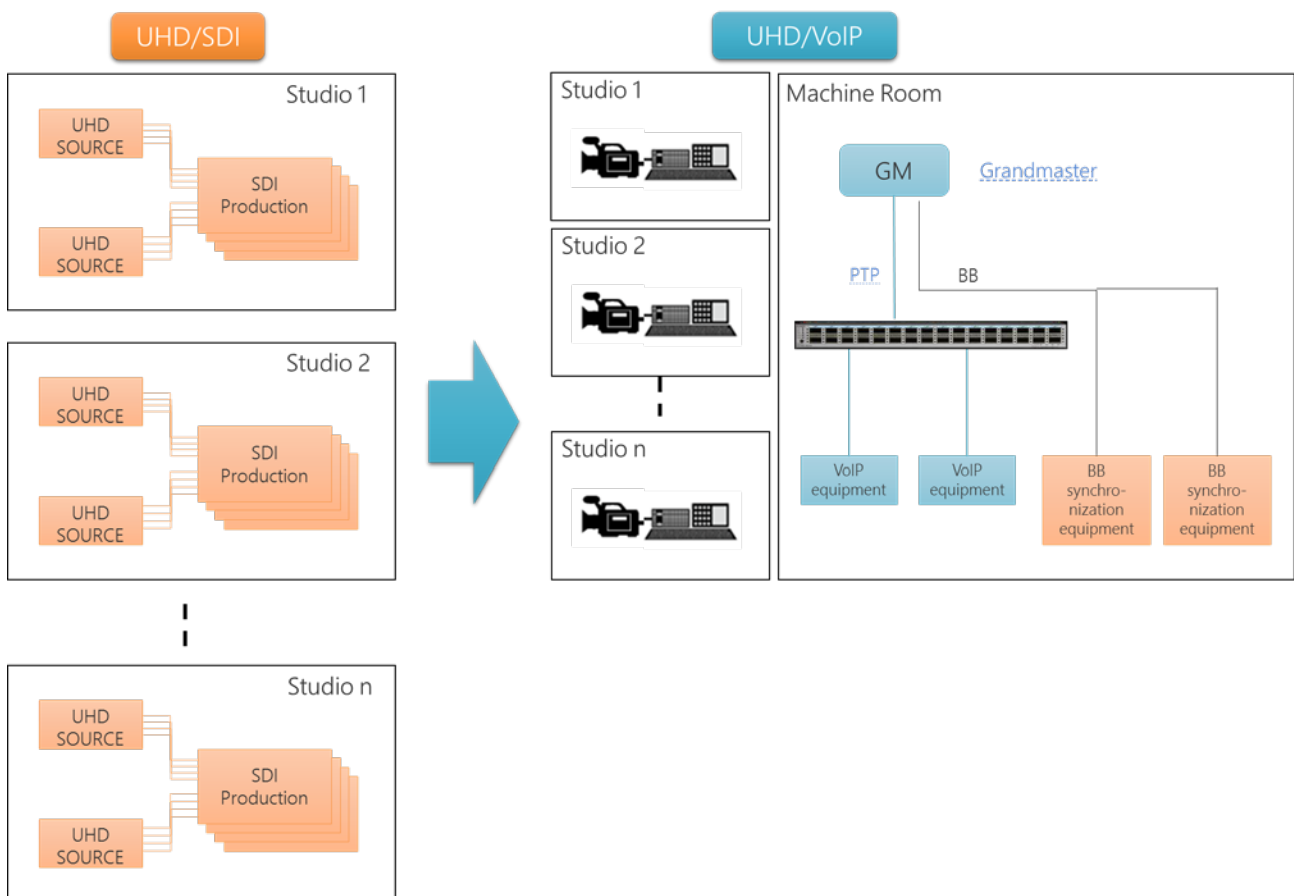 UHD/SDI
Studio 1
UHD
SOURCE
SDI
Production
UHD
SOURCE
Studio 2
UHD
SOURCE
SDI
Production
UHD
SOURCE
Studio n
UHD
SOURCE
SDI
Production
UHD
SOURCE
UHD/VoIP
Studio 1
Studio 2
Studio n
Machine Room
GM
Grandmaster
PTP
BB
VoIP
equipment
VoIP
equipment
BB
synchro-
nization
equipment
BB
synchro-
nization
equipment